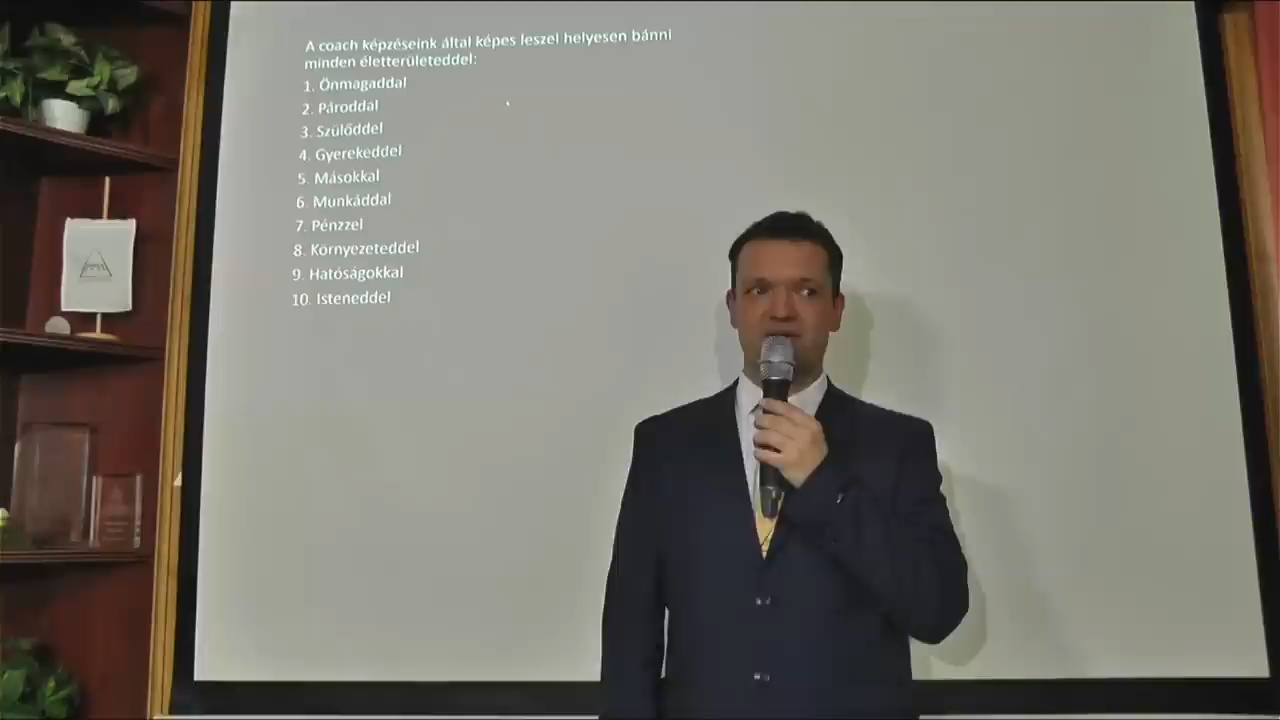 A coach képzéseink által képes leszel helyesen bánni
minden életterületeddel:
1. Önmagaddal
2. Pároddal
3. Szülőddel
4. Gyerekeddel
5. Másokkal
6. Munkáddal
7. Pénzzel
8. Környezeteddel
9. Hatóságokkal
10. Isteneddel